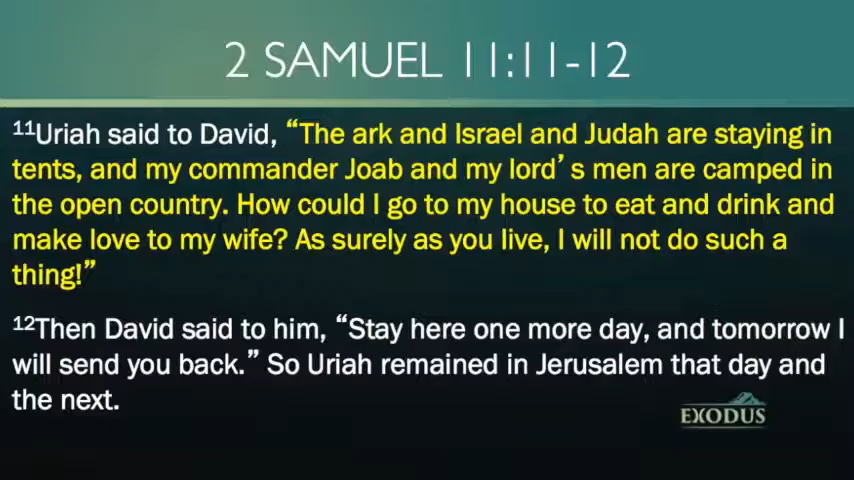 2 SAMUEL 11:11-12
11Uriah said to David, “The ark and Israel and Judah are staying in
tents, and my commander Joab and my lord’s men are camped in
the open country. How could I go to my house to eat and drink and
make love to my wife? As surely as you live, I will not do such a
thing!”
12Then David said to him, “Stay here one more day, and tomorrow I
will send you back.” So Uriah remained in Jerusalem that day and
the next.
EXODUS